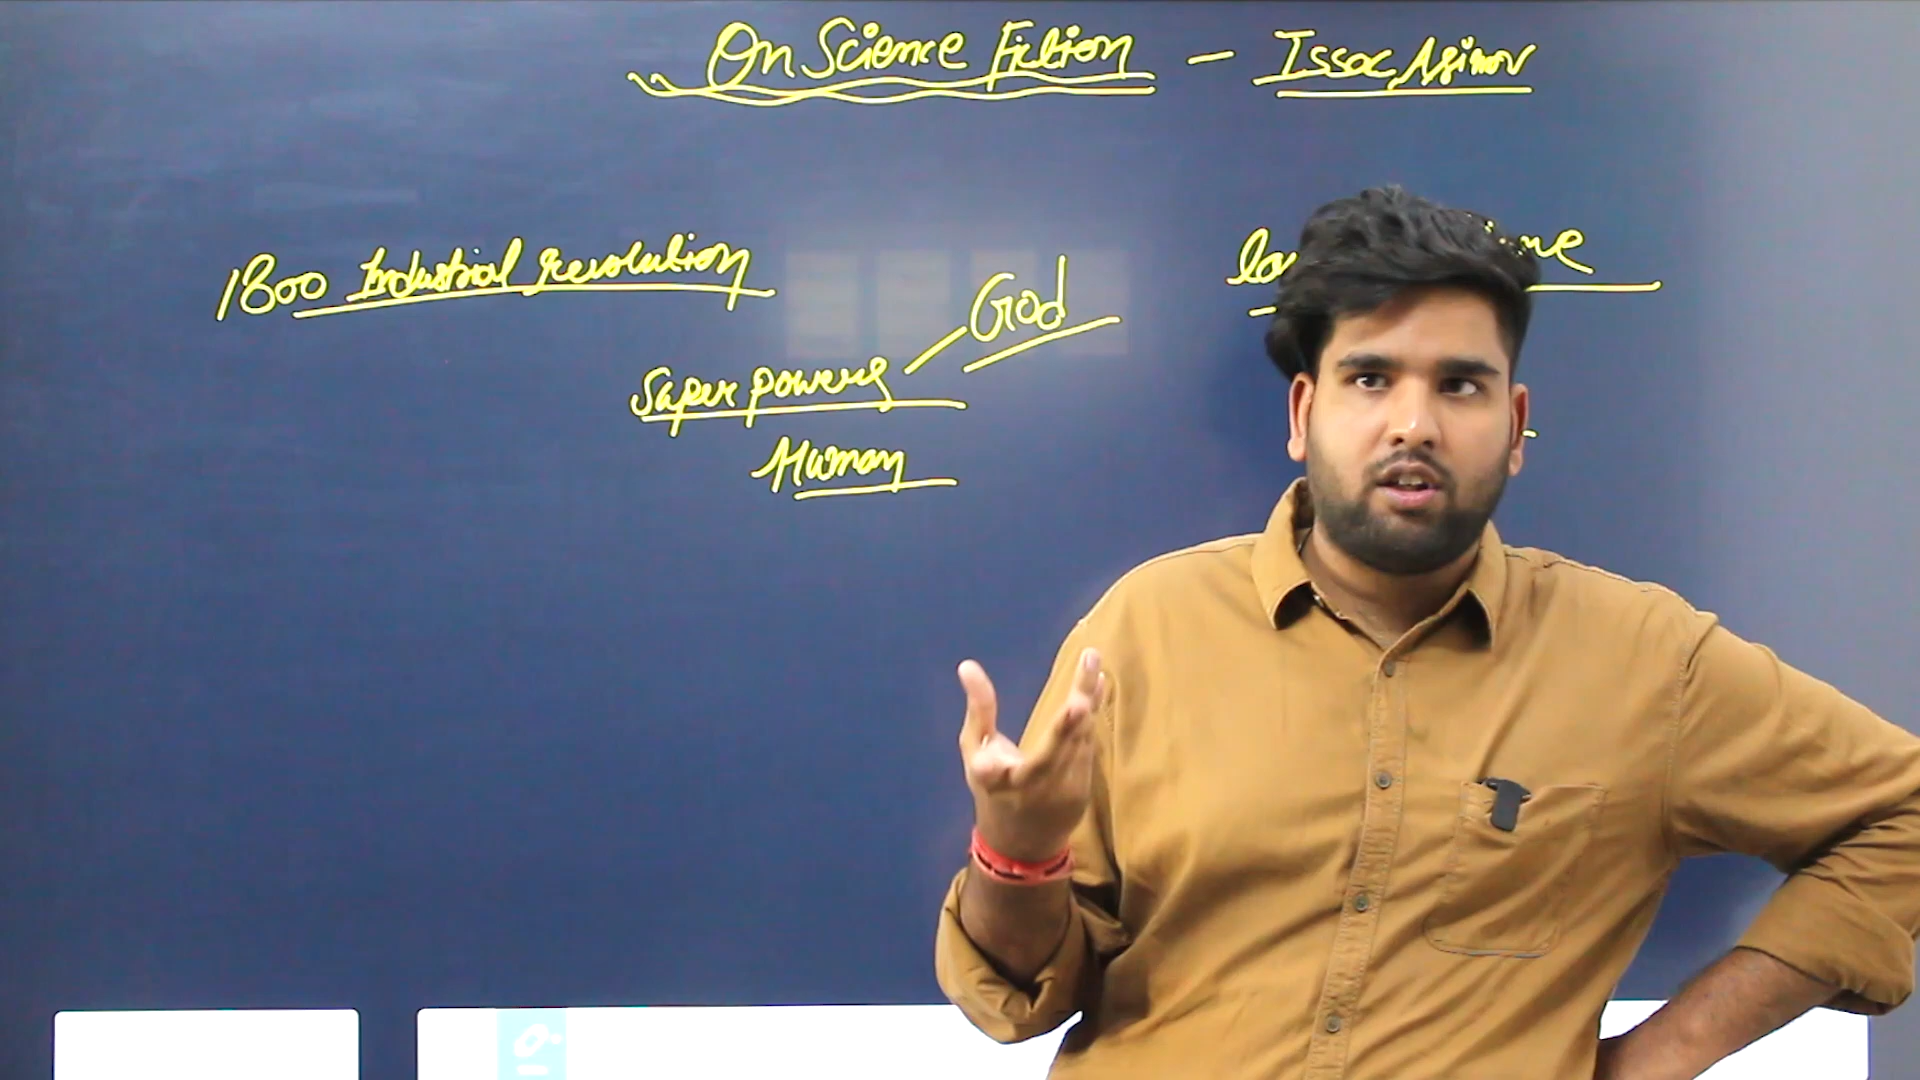 On Science Fiction - Issac Asimov
1800 Industrial revolution
God
Super powers
Human